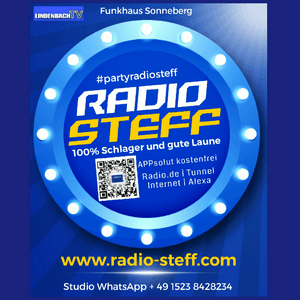 LINDENBACH TV
Funkhaus Sonneberg
#partyradiosteff
RADIO
STEFF
100% Schlager und gute Laune
APPsolut kostenfrei
Radio.de | Tunnel
Internet | Alexa
www.radio-steff.com
Studio WhatsApp + 49 1523 8428234